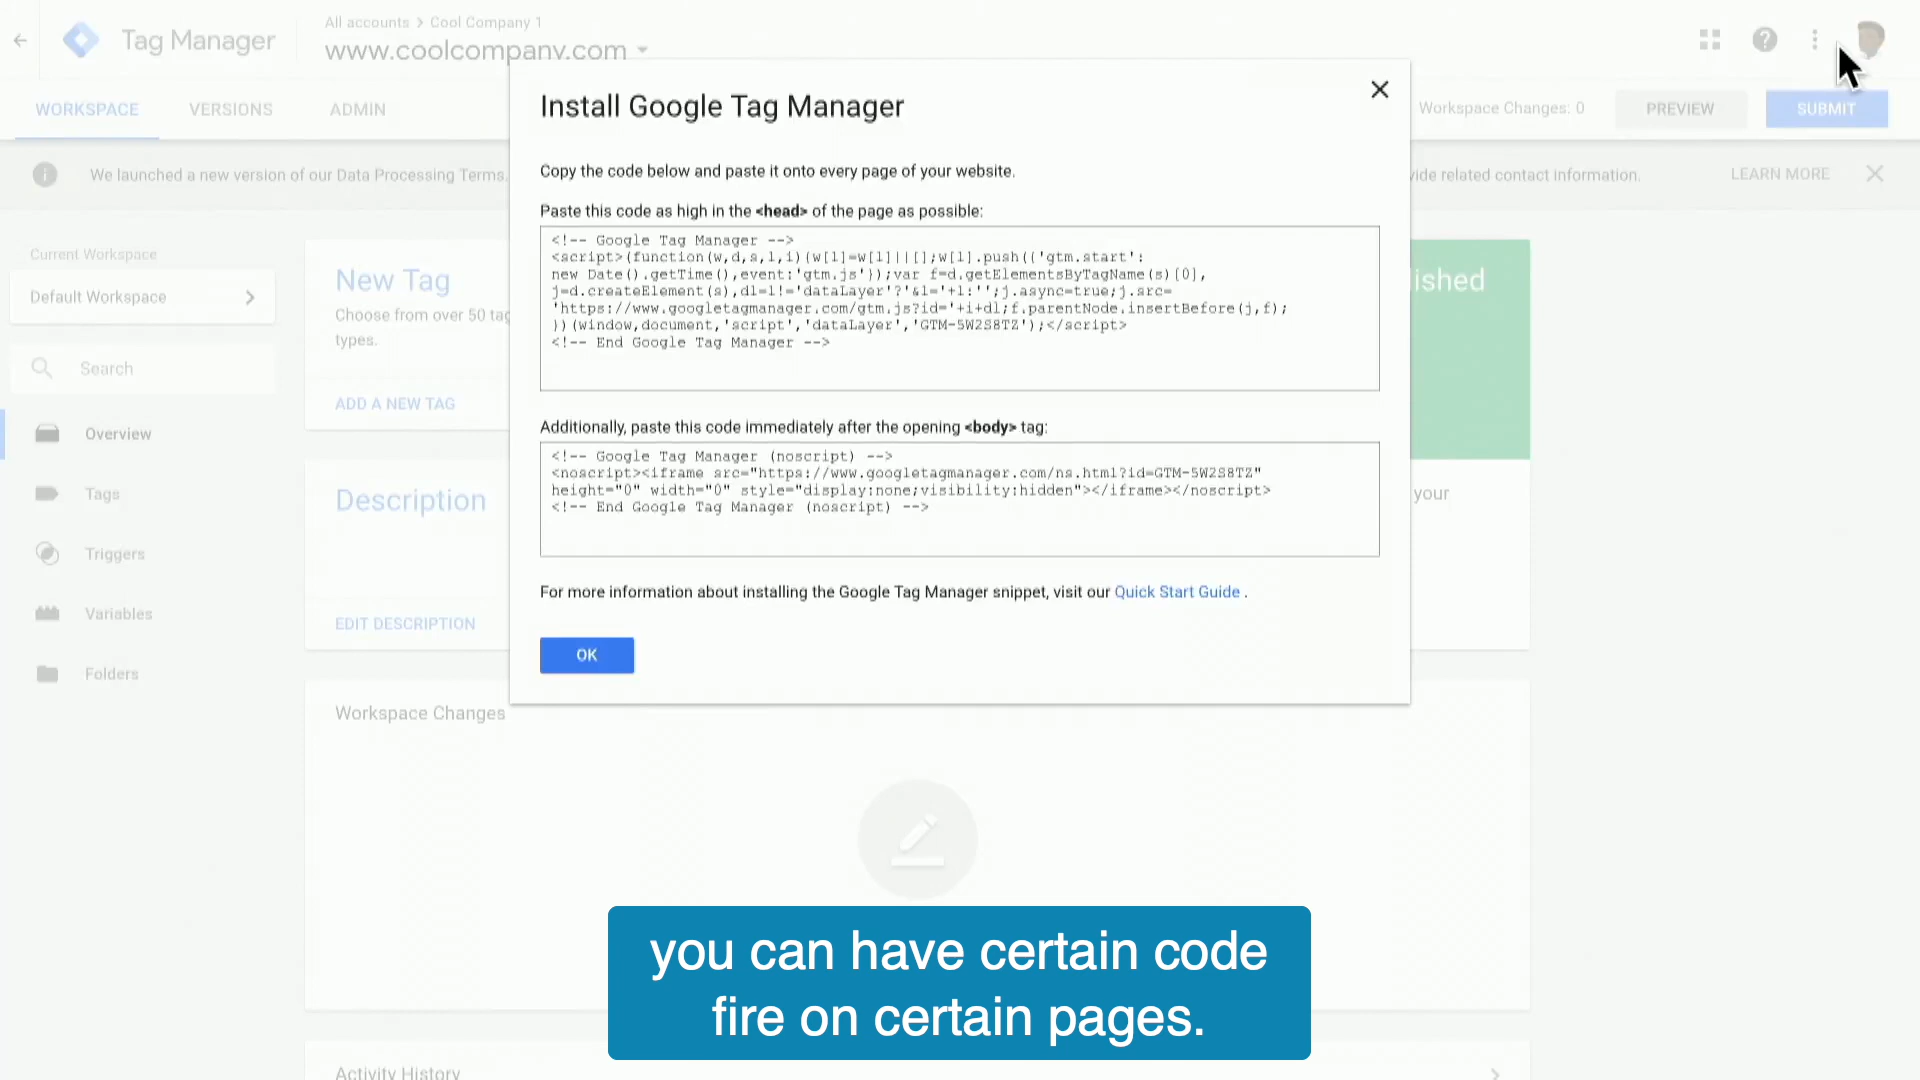 All accounts > Cool Company 1
Tag Manager
www.coolcompany.com
WORKSPACE
VERSIONS
ADMIN
Workspace Changes: 0
PREVIEW
SUBMIT
We launched a new version of our Data Processing Terms.
vide related contact information.
LEARN MORE
Install Google Tag Manager
Copy the code below and paste it onto every page of your website.
Paste this code as high in the <head> of the page as possible:
<!-- Google Tag Manager -->
<script>(function(w,d,s,l,i){w[l]=w[l]||[];w[l].push({'gtm.start':
new Date().getTime(),event:'gtm.js'});var f=d.getElementsByTagName(s)[0],
j=d.createElement(s),dl=l!='dataLayer'?'&l='+l:'';j.async=true;j.src=
'https://www.googletagmanager.com/gtm.js?id='+i+dl;f.parentNode.insertBefore(j,f);
})(window,document,'script','dataLayer','GTM-5W2S8TZ');</script>
<!-- End Google Tag Manager -->
Additionally, paste this code immediately after the opening <body> tag:
<!-- Google Tag Manager (noscript) -->
<noscript><iframe src="https://www.googletagmanager.com/ns.html?id=GTM-5W2S8TZ"
height="0" width="0" style="display:none;visibility:hidden"></iframe></noscript>
<!-- End Google Tag Manager (noscript) -->
For more information about installing the Google Tag Manager snippet, visit our Quick Start Guide .
OK
Current Workspace
Default Workspace
Search
Overview
Tags
Triggers
Variables
Folders
New Tag
Choose from over 50 tag
types.
ADD A NEW TAG
lished
Description
your
EDIT DESCRIPTION
Workspace Changes
Activity History
you can have certain code
fire on certain pages.